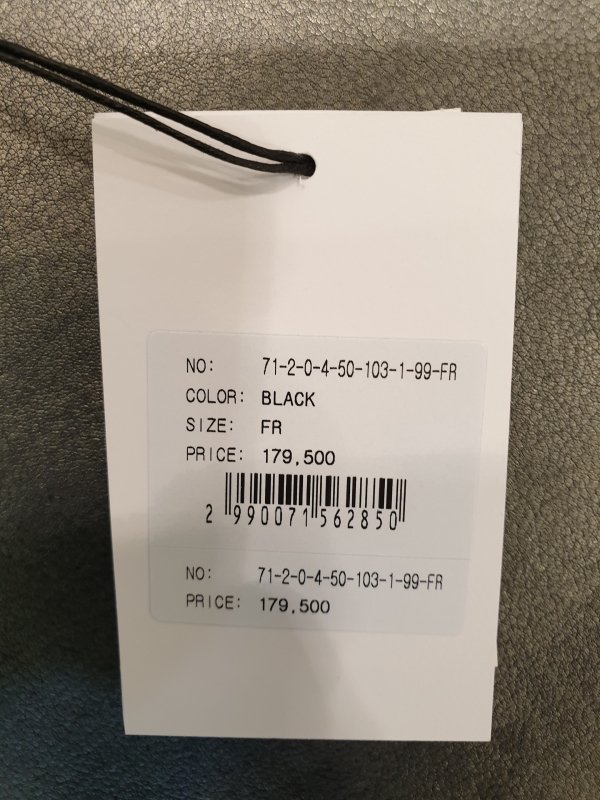 NO: 71-2-0-4-50-103-1-99-FR
COLOR: BLACK
SIZE: FR
PRICE: 179,500
2 990071 562850
NO: 71-2-0-4-50-103-1-99-FR
PRICE: 179,500